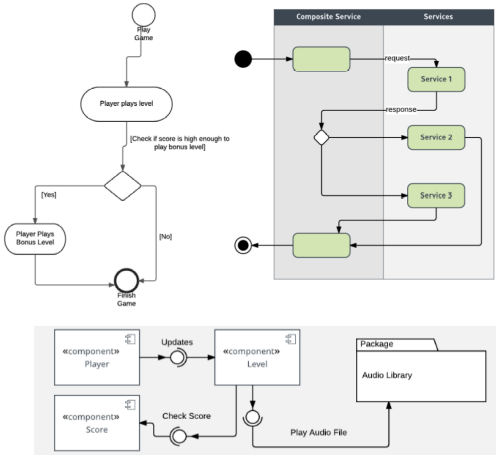 Play
Game
Player plays level
[Check if score is high enough to
play bonus level]
[Yes]
[No]
Player Plays
Bonus Level
Finish
Game
Composite Service
Services
request
Service 1
response
Service 2
Service 3
«component»
Player
Updates
«component»
Level
Package
Audio Library
«component»
Score
Check Score
Play Audio File